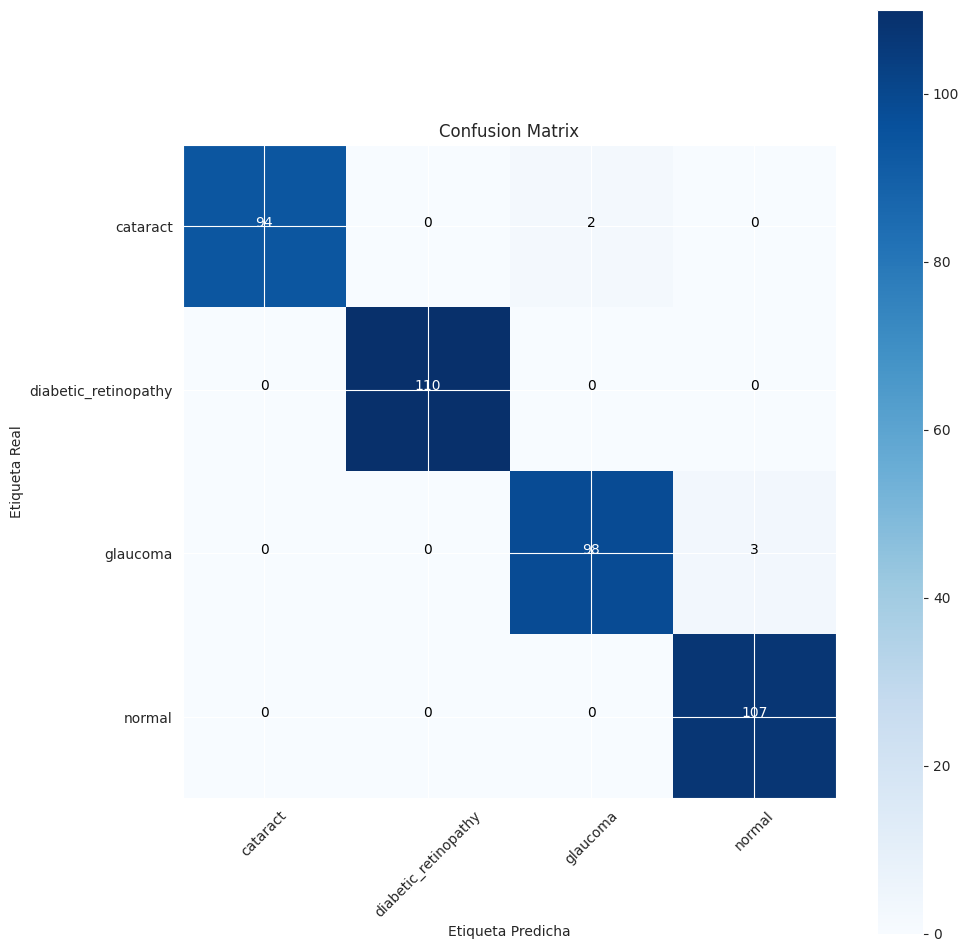 Confusion Matrix
cataract 94 0 2 0
diabetic_retinopathy 0 110 0 0
glaucoma 0 0 98 3
normal 0 0 0 107
cataract diabetic_retinopathy glaucoma normal
Etiqueta Real
Etiqueta Predicha
100
80
60
40
20
0